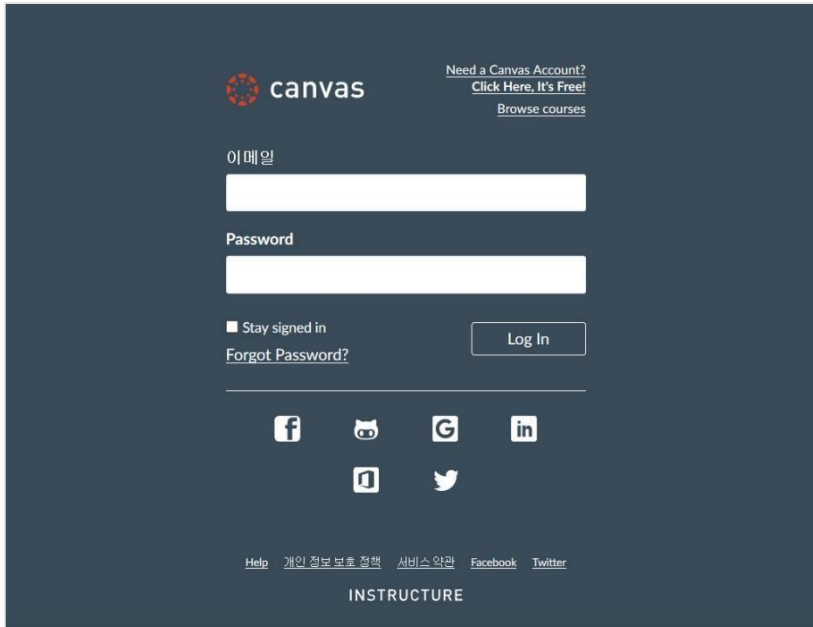 canvas
Need a Canvas Account?
Click Here, It's Free!
Browse courses
이메일
Password
Stay signed in
Forgot Password?
Log In
Help 개인 정보 보호 정책 서비스 약관 Facebook Twitter
INSTRUCTURE